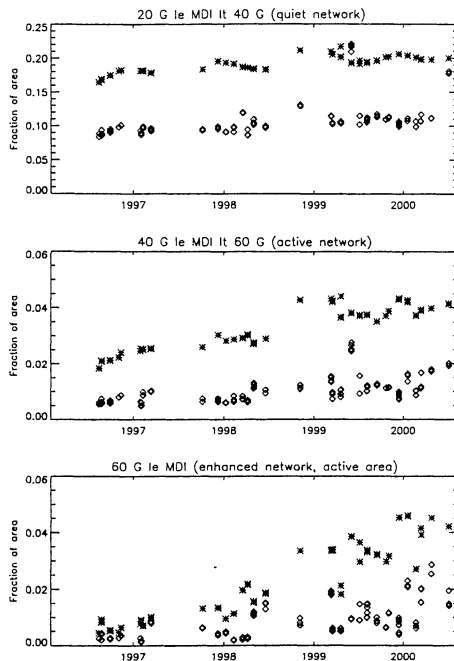 20 G le MDI lt 40 G (quiet network)
Fraction of area
0.25
0.20
0.15
0.10
0.05
0.00
1997 1998 1999 2000
40 G le MDI lt 60 G (active network)
Fraction of area
0.06
0.04
0.02
0.00
1997 1998 1999 2000
60 G le MDI (enhanced network, active area)
Fraction of area
0.06
0.04
0.02
0.00
1997 1998 1999 2000